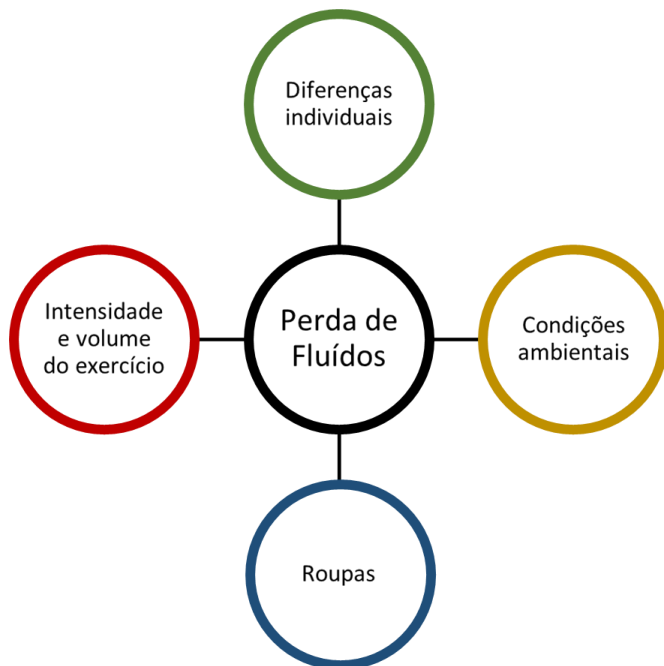 Diferenças
individuais
Intensidade
e volume
do exercício
Perda de
Fluídos
Condições
ambientais
Roupas